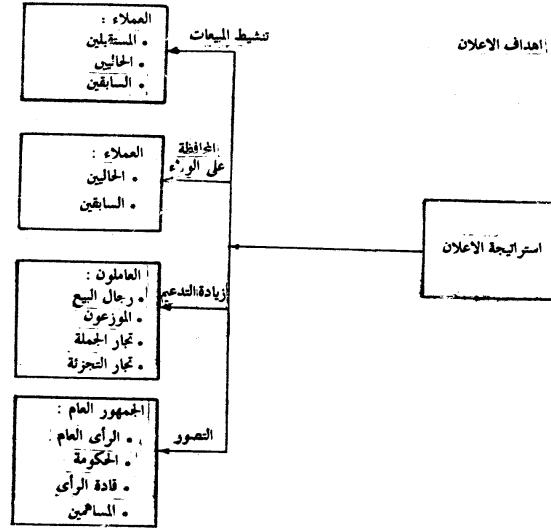 اهداف الاعلان
استراتيجة الاعلان
تنشيط المبيعات
العملاء :
• المستقبلين
• الحاليين
• السابقين
المحافظة
على الولاء
العملاء :
• الحاليين
• السابقين
زيادة التدعيم
العاملون :
• رجال البيع
• الموزعون
• تجار الجملة
• تجار التجزئة
التصور
الجمهور العام :
• الرأى العام
• الحكومة
• قادة الرأى
• المساهمين